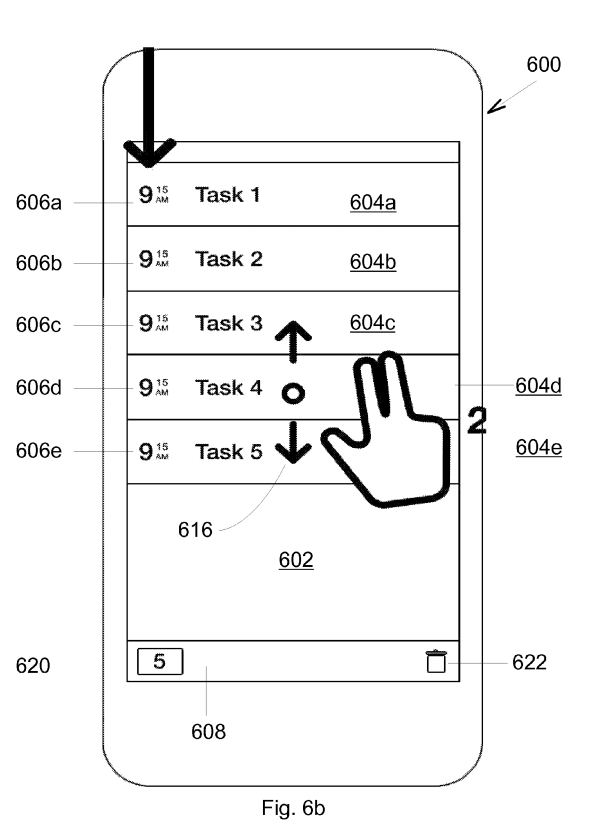 600
606a 9 15 AM Task 1 604a
606b 9 15 AM Task 2 604b
606c 9 15 AM Task 3 604c
606d 9 15 AM Task 4 604d
2
606e 9 15 AM Task 5 604e
616
602
620 5 622
608
Fig. 6b